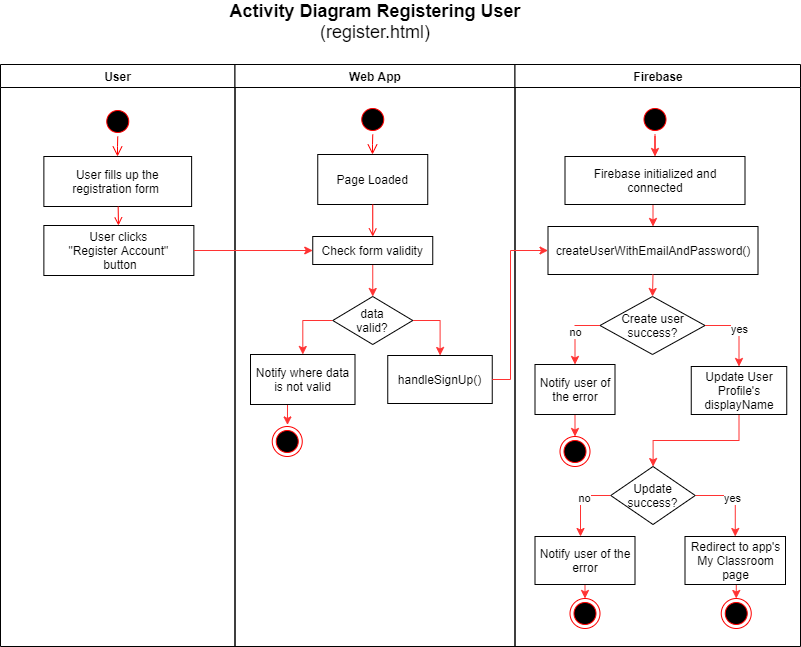 Activity Diagram Registering User
(register.html)
User
Web App
Firebase
User fills up the
registration form
User clicks
"Register Account"
button
Page Loaded
Check form validity
data
valid?
Notify where data
is not valid
handleSignUp()
Firebase initialized and
connected
createUserWithEmailAndPassword()
Create user
success?
no
yes
Notify user of
the error
Update User
Profile's
displayName
Update
success?
no
yes
Notify user of the
error
Redirect to app's
My Classroom
page